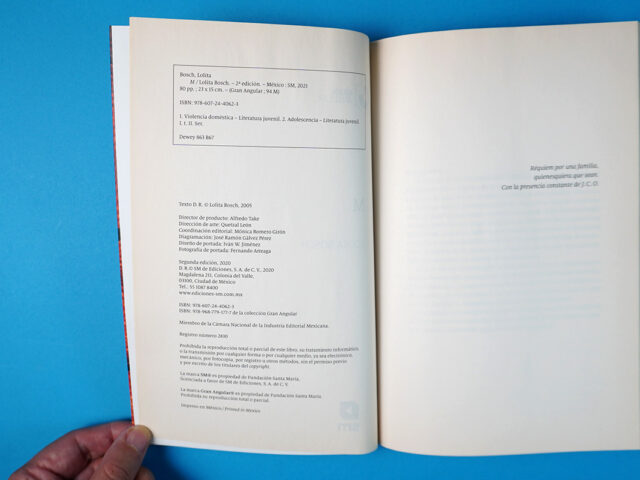 Bosch, Lolita
M / Lolita Bosch. – 2ª edición. – México : SM, 2021
80 pp. ; 23 x 15 cm. – (Gran Angular ; 94 M)
ISBN: 978-607-24-4062-3
1. Violencia doméstica – Literatura juvenil. 2. Adolescencia – Literatura juvenil.
I. t. II. Ser.
Dewey 863 B67
Texto D. R. © Lolita Bosch, 2005
Director de producto: Alfredo Take
Dirección de arte: Quetzal León
Coordinación editorial: Mónica Romero Girón
Diagramación: José Ramón Gálvez Pérez
Diseño de portada: Iván W. Jiménez
Fotografía de portada: Fernando Arteaga
Segunda edición, 2020
D. R. © SM de Ediciones, S. A. de C. V., 2020
Magdalena 211, Colonia del Valle,
03100, Ciudad de México
Tel.: 55 1087 8400
www.ediciones-sm.com.mx
ISBN: 978-607-24-4062-3
ISBN: 978-968-779-177-7 de la colección Gran Angular
Miembro de la Cámara Nacional de la Industria Editorial Mexicana.
Registro número 2830
Prohibida la reproducción total o parcial de este libro, su tratamiento informático
o la transmisión por cualquier forma o por cualquier medio, ya sea electrónico,
mecánico, por fotocopia, por registro u otros métodos, sin el permiso previo
y por escrito de los titulares del copyright.
La marca SM® es propiedad de Fundación Santa María.
Licenciada a favor de SM de Ediciones, S. A. de C. V.
La marca Gran Angular® es propiedad de Fundación Santa María.
Prohibida su reproducción total o parcial.
Impreso en México / Printed in Mexico
Réquiem por una familia,
quienesquiera que sean.
Con la presencia constante de J. C. O.